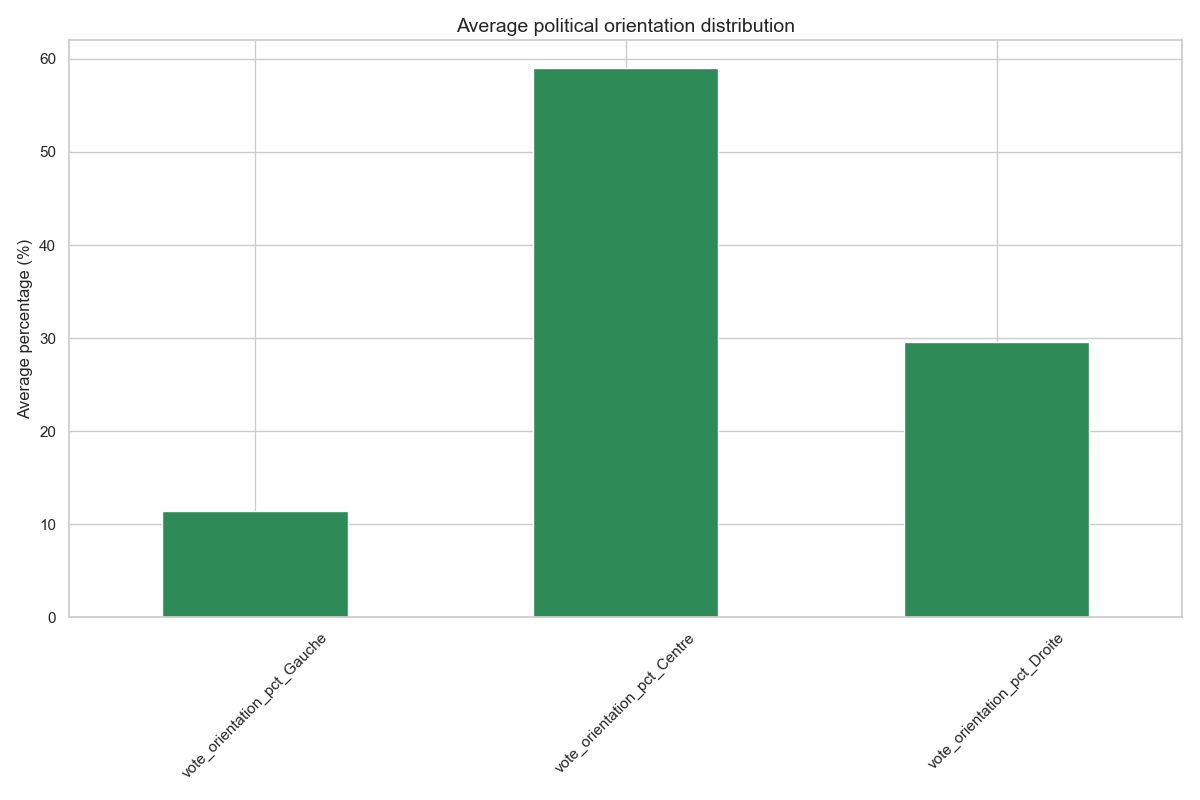 Average political orientation distribution
Average percentage (%)
60
50
40
30
20
10
0
vote_orientation_pct_Gauche
vote_orientation_pct_Centre
vote_orientation_pct_Droite